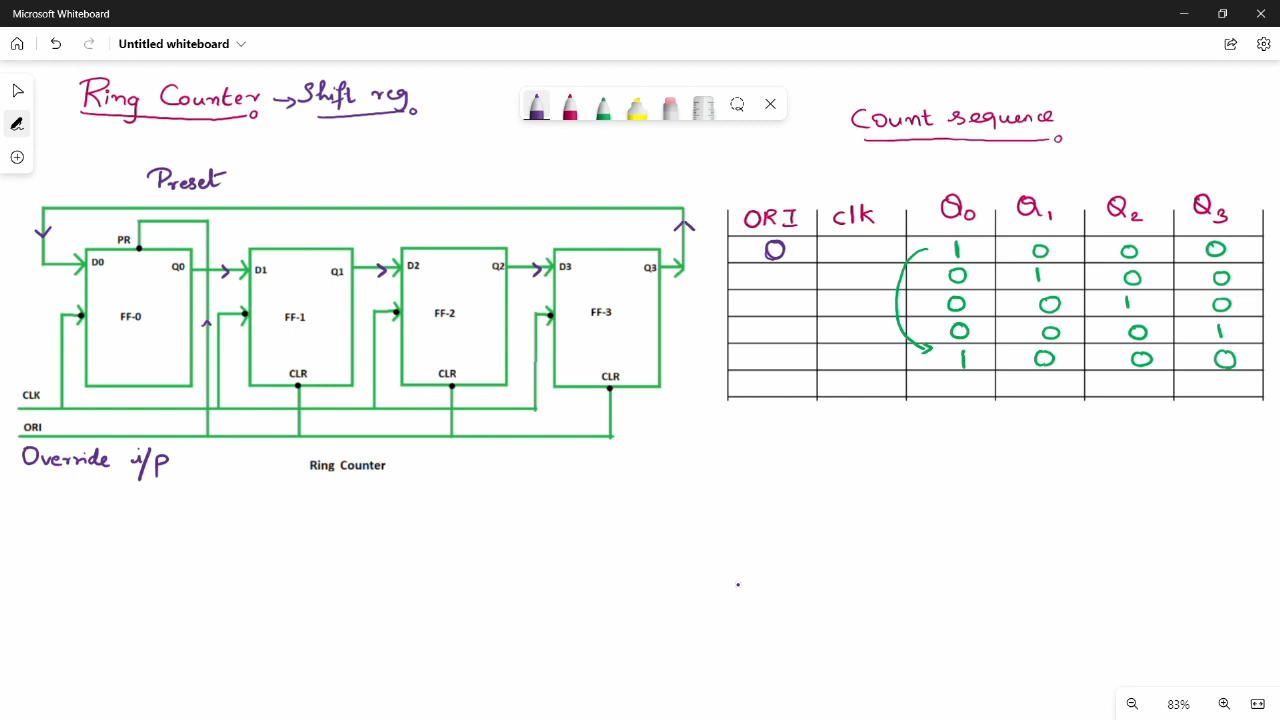 Microsoft Whiteboard
Untitled whiteboard
Ring Counter → Shift reg.
Count sequence
Preset
PR
D0 Q0 D1 Q1 D2 Q2 D3 Q3
FF-0 FF-1 FF-2 FF-3
CLR CLR CLR
CLK
ORI
Override i/p
Ring Counter
ORI clk Q0 Q1 Q2 Q3
0 1 0 0 0
0 1 0 0
0 0 1 0
0 0 0 1
1 0 0 0
83%